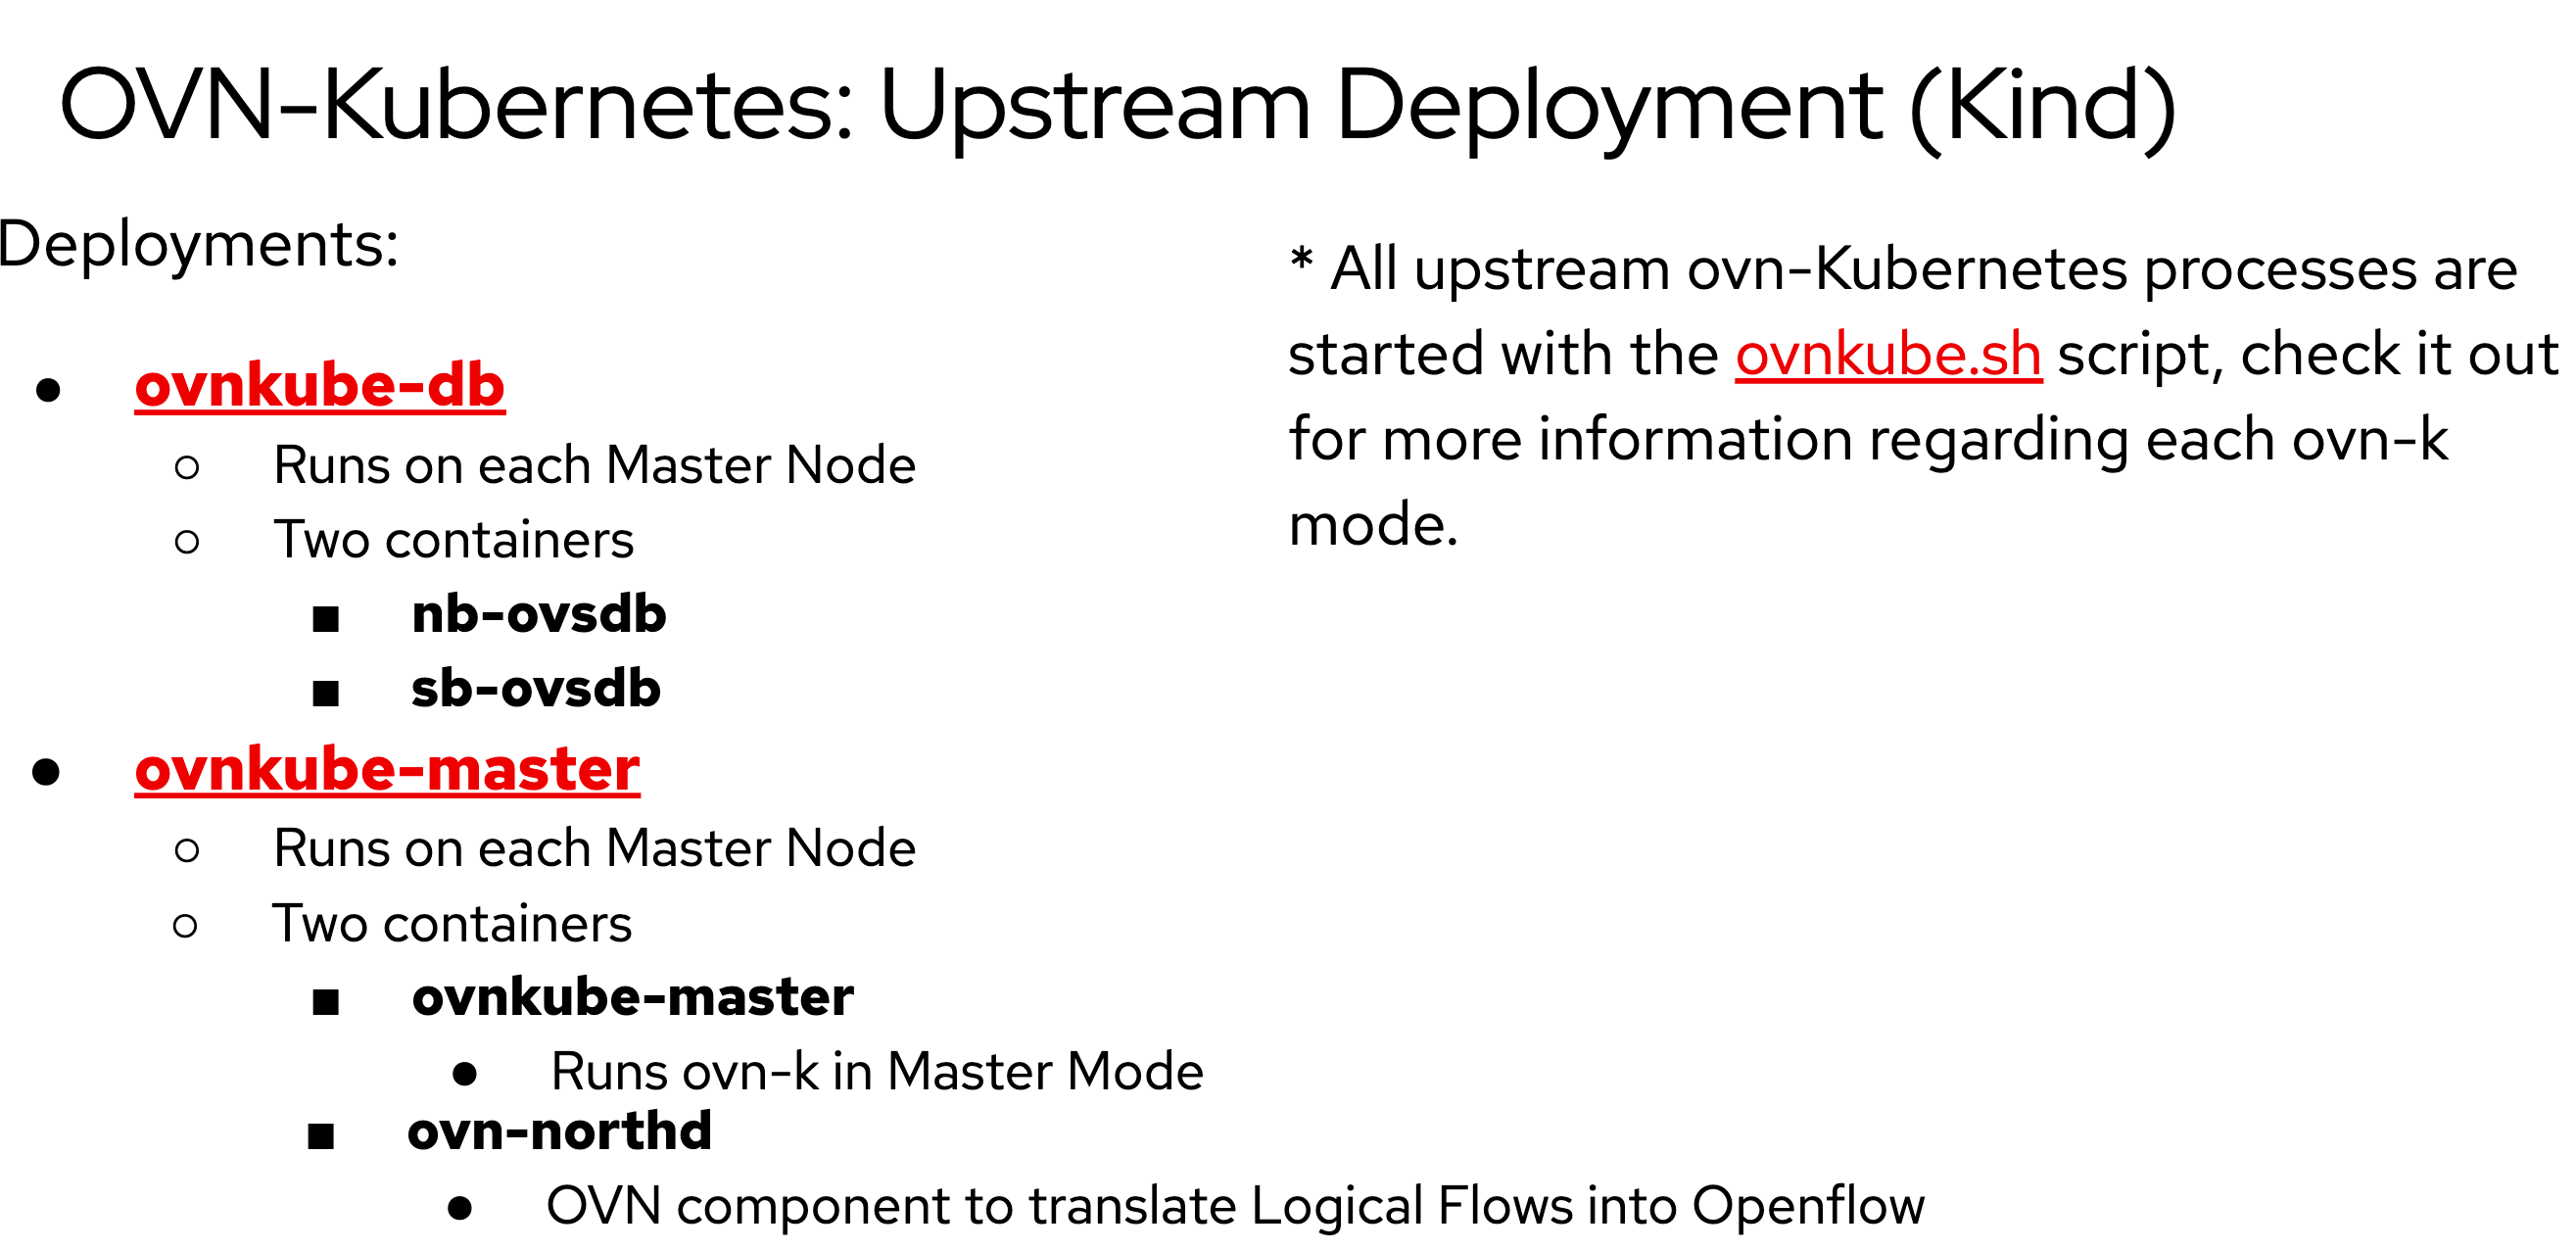 OVN-Kubernetes: Upstream Deployment (Kind)
Deployments:
● ovnkube-db
○ Runs on each Master Node
○ Two containers
■ nb-ovsdb
■ sb-ovsdb
● ovnkube-master
○ Runs on each Master Node
○ Two containers
■ ovnkube-master
● Runs ovn-k in Master Mode
■ ovn-northd
● OVN component to translate Logical Flows into Openflow
* All upstream ovn-Kubernetes processes are
started with the ovnkube.sh script, check it out
for more information regarding each ovn-k
mode.